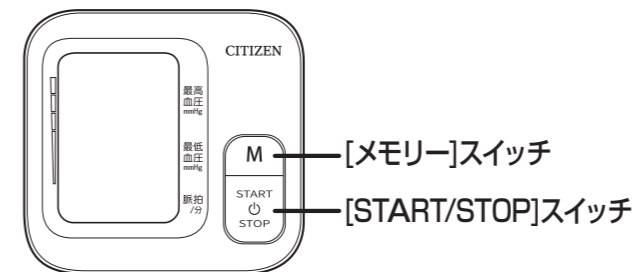 CITIZEN
最高
血圧
mmHg
最低
血圧
mmHg
脈拍
/分
M
[メモリー]スイッチ
START
STOP
[START/STOP]スイッチ